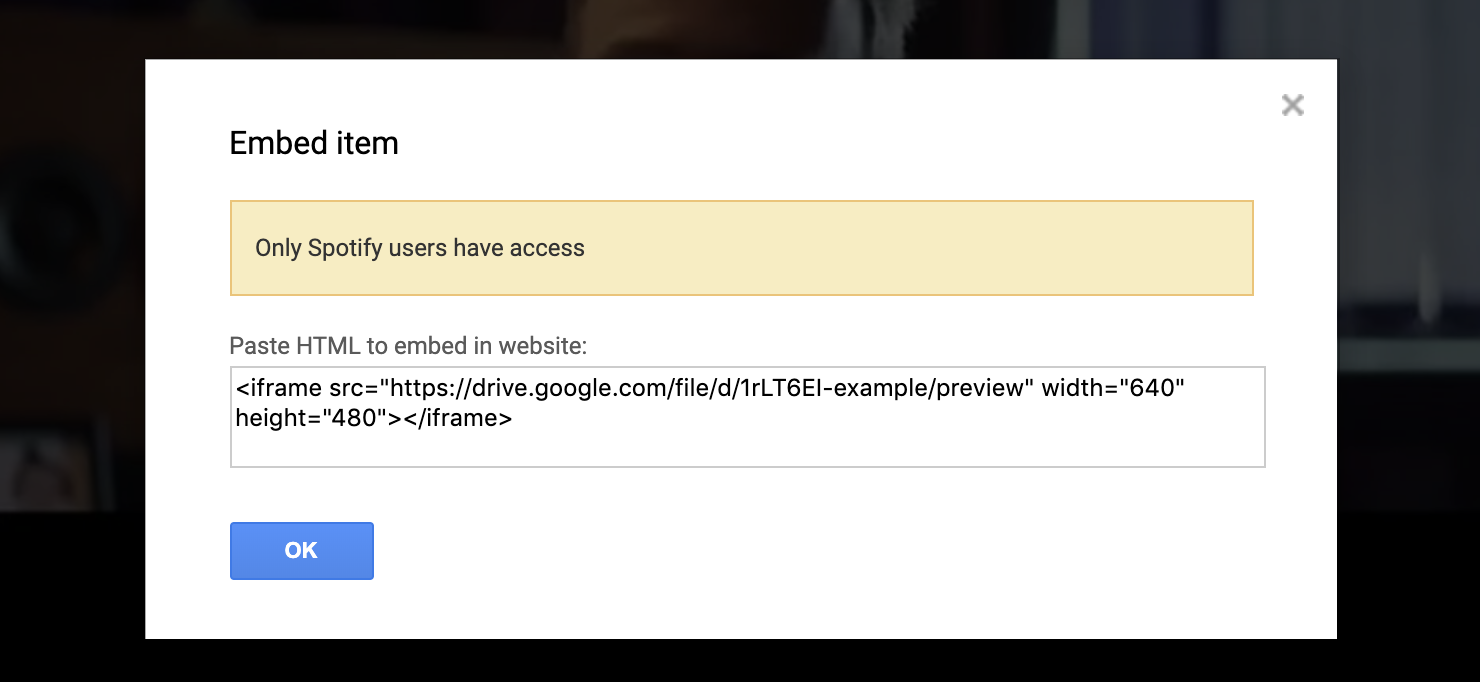 Embed item
Only Spotify users have access
Paste HTML to embed in website:
<iframe src="https://drive.google.com/file/d/1rLT6EI-example/preview" width="640"
height="480"></iframe>
OK